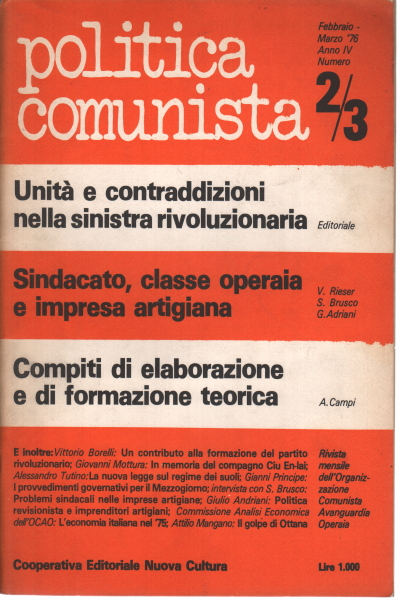 politica
comunista
Febbraio -
Marzo '76
Anno IV
Numero
2/3
Unità e contraddizioni
nella sinistra rivoluzionaria
Editoriale
Sindacato, classe operaia
e impresa artigiana
V. Rieser
S. Brusco
G. Adriani
Compiti di elaborazione
e di formazione teorica
A. Campi
E inoltre: Vittorio Borelli: Un contributo alla formazione del partito
rivoluzionario; Giovanni Mottura: In memoria del compagno Ciu En-lai;
Alessandro Tutino: La nuova legge sul regime dei suoli; Gianni Principe:
I provvedimenti governativi per il Mezzogiorno; intervista con S. Brusco:
Problemi sindacali nelle imprese artigiane; Giulio Andriani: Politica
revisionista e imprenditori artigiani; Commissione Analisi Economica
dell'OCAO: L'economia italiana nel '75; Attilio Mangano: Il golpe di Ottana
Rivista
mensile
dell'Organiz-
zazione
Comunista
Avanguardia
Operaia
Cooperativa Editoriale Nuova Cultura
Lire 1.000